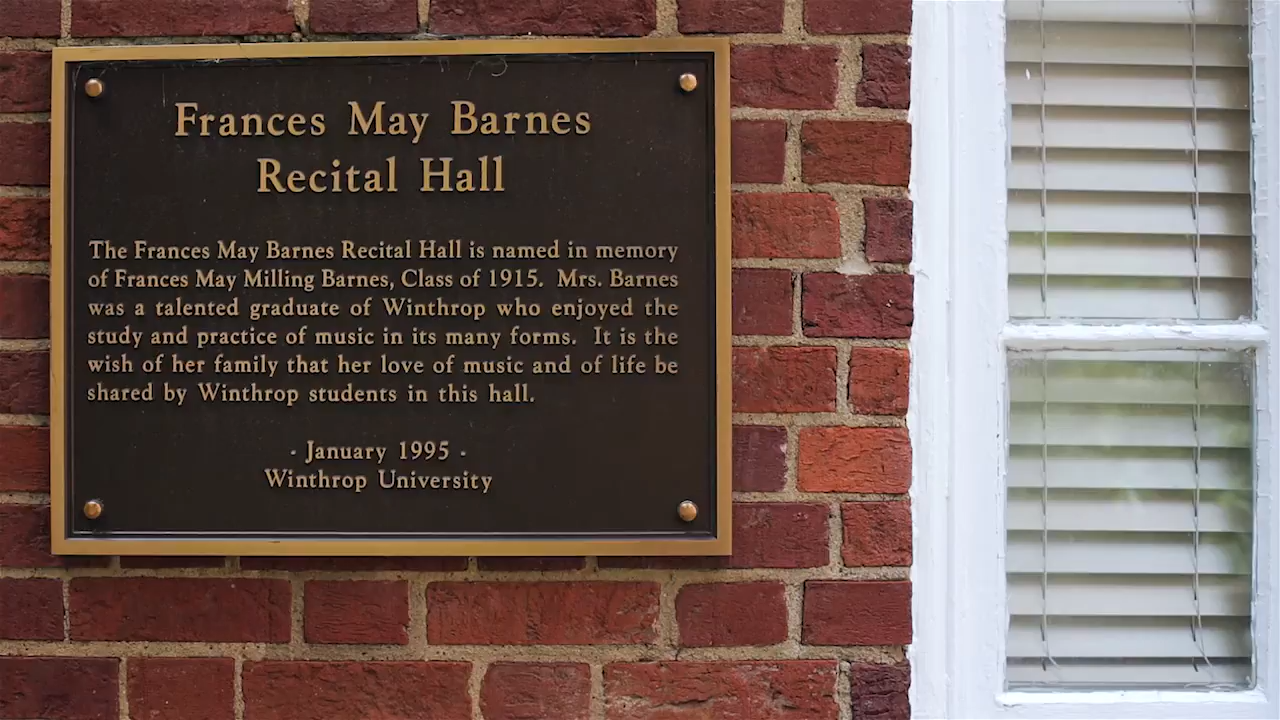 Frances May Barnes
Recital Hall
The Frances May Barnes Recital Hall is named in memory
of Frances May Milling Barnes, Class of 1915. Mrs. Barnes
was a talented graduate of Winthrop who enjoyed the
study and practice of music in its many forms. It is the
wish of her family that her love of music and of life be
shared by Winthrop students in this hall.
· January 1995 ·
Winthrop University